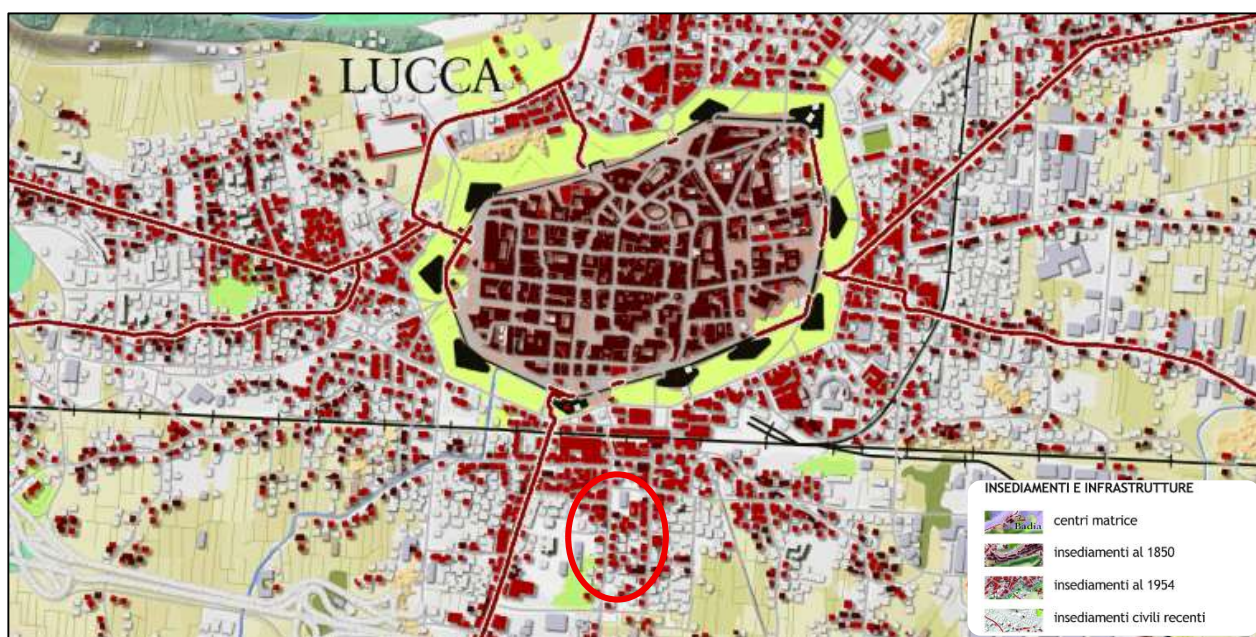 LUCCA
INSEDIAMENTI E INFRASTRUTTURE
Badia
centri matrice
insediamenti al 1850
insediamenti al 1954
insediamenti civili recenti